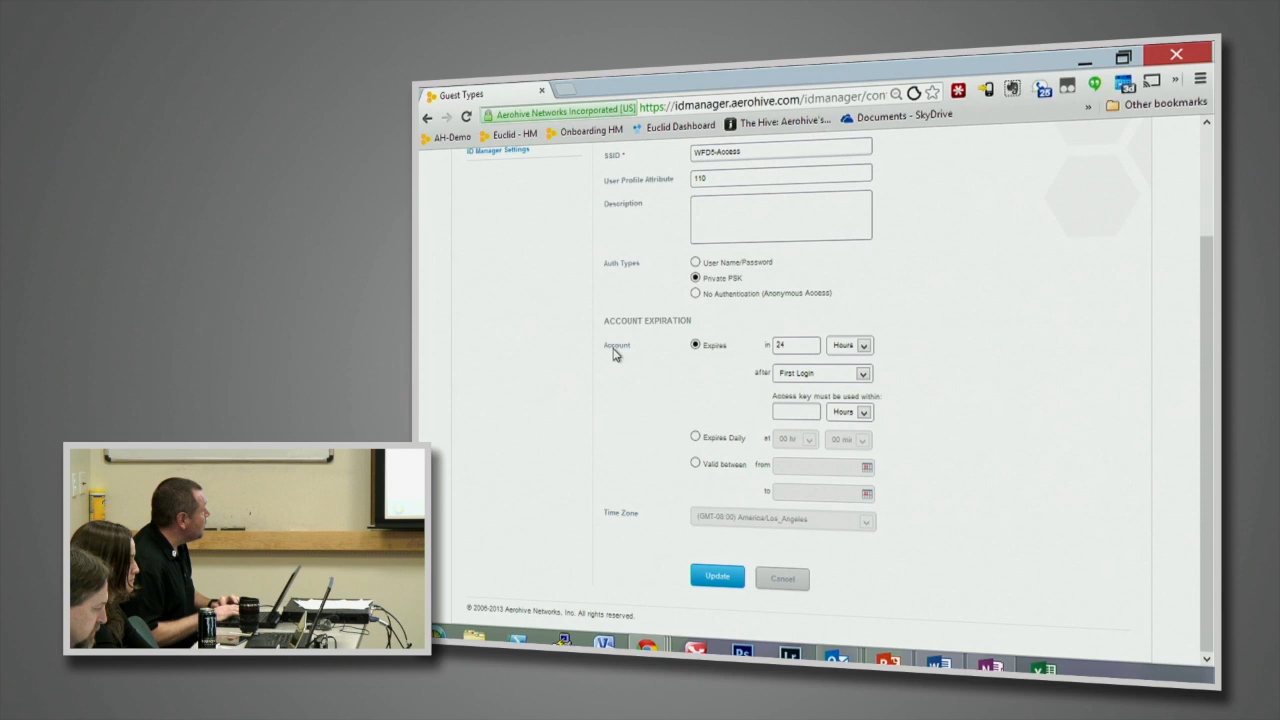 Guest Types
Aerohive Networks Incorporated [US] https://idmanager.aerohive.com/idmanager/con
AH-Demo Euclid - HM Onboarding HM Euclid Dashboard The Hive: Aerohive's... Documents - SkyDrive » Other bookmarks
ID Manager Settings
SSID * WFD5-Access
User Profile Attribute 110
Description
Auth Types User Name/Password
Private PSK
No Authentication (Anonymous Access)
ACCOUNT EXPIRATION
Account Expires in 24 Hours
after First Login
Access key must be used within:
Hours
Expires Daily at 00 hr 00 min
Valid between from
to
Time Zone (GMT-08:00) America/Los_Angeles
Update Cancel
© 2006-2013 Aerohive Networks, Inc. All rights reserved.